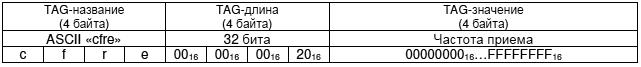 TAG-название TAG-длина TAG-значение
(4 байта) (4 байта) (4 байта)
ASCII «cfre» 32 бита Частота приема
c f r e 00₁₆ 00₁₆ 00₁₆ 20₁₆ 00000000₁₆…FFFFFFFF₁₆